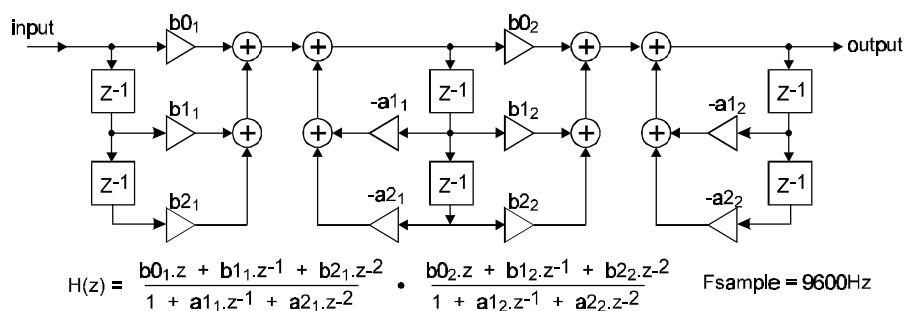 input
b0₁
+
+
b0₂
+
+
output
z-1
z-1
-a1₁
-a1₂
b1₁
+
+
b1₂
+
+
z-1
z-1
z-1
z-1
-a2₁
-a2₂
b2₁
b2₂
H(z) = b0₁.z + b1₁.z-1 + b2₁.z-2 • b0₂.z + b1₂.z-1 + b2₂.z-2 Fsample = 9600Hz
1 + a1₁.z-1 + a2₁.z-2 1 + a1₂.z-1 + a2₂.z-2